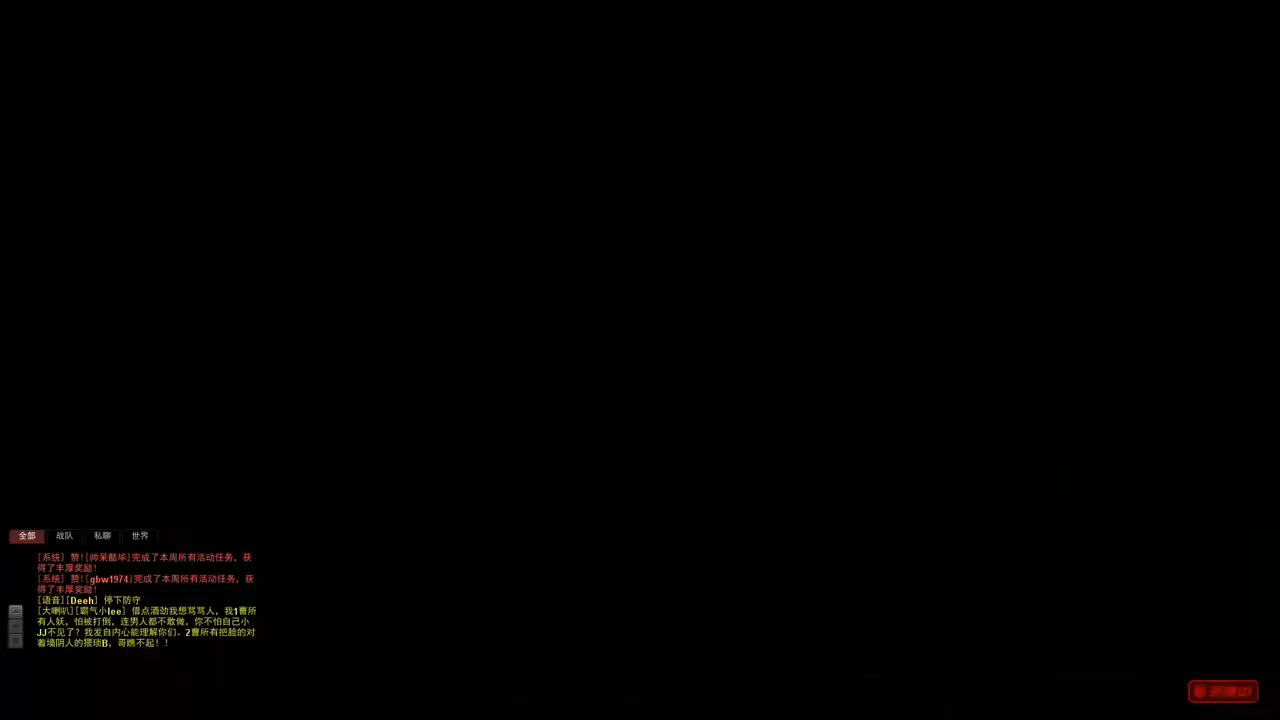 全部 战队 私聊 世界
[系统] 赞![帅呆酷毕]完成了本周所有活动任务，获
得了丰厚奖励！
[系统] 赞![gbw1974]完成了本周所有活动任务，获
得了丰厚奖励！
[语音][Deeh] 停下防守
[大喇叭][霸气小lee] 借点酒劲我想骂骂人，我1曹所
有人妖，怕被打倒，连男人都不敢做，你不怕自己小
JJ不见了？我发自内心能理解你们。2曹所有把脸的对
着墙阴人的猥琐B，哥瞧不起！！